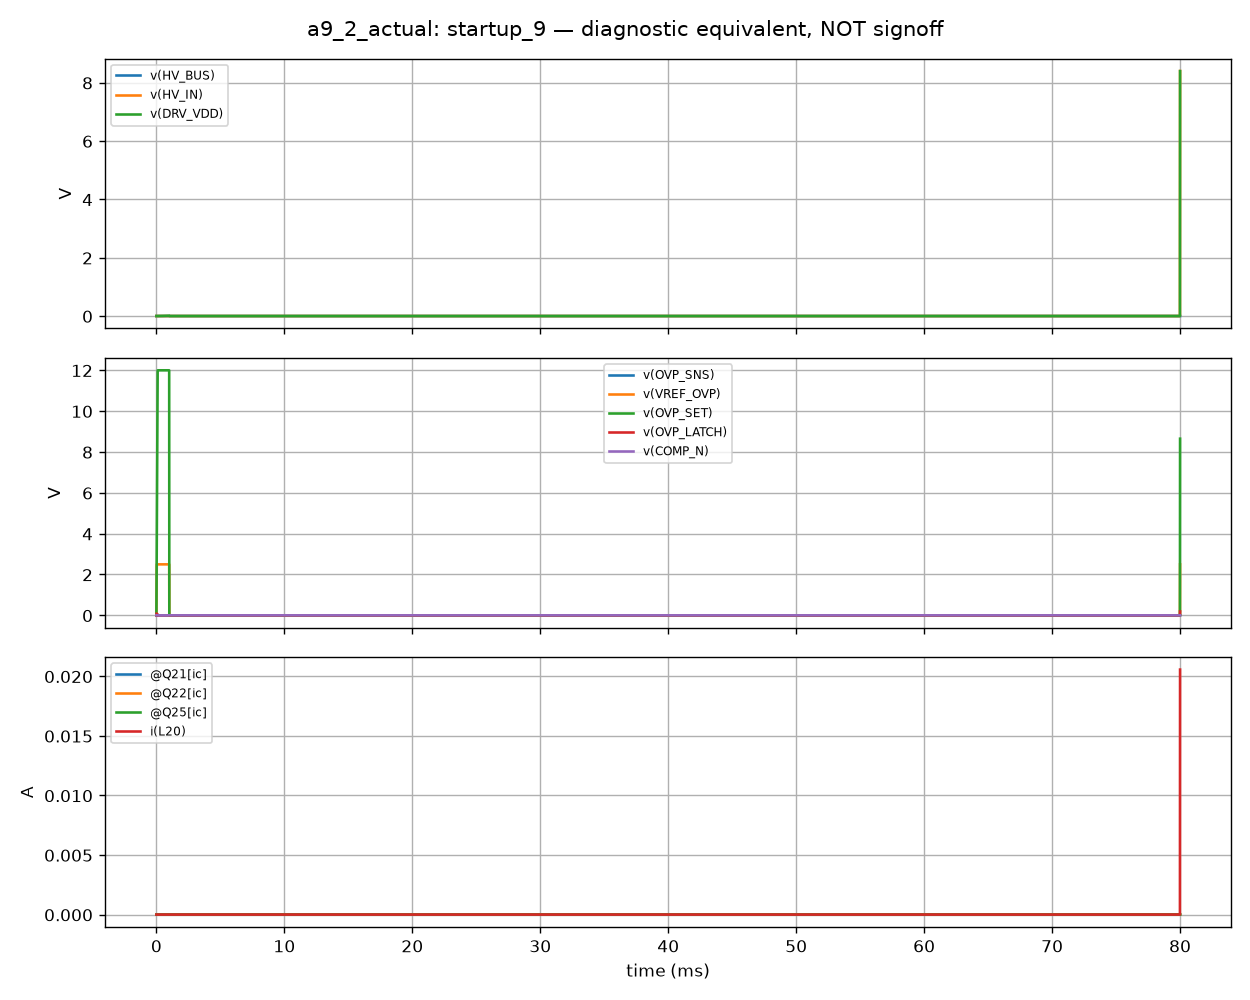 a9_2_actual: startup_9 — diagnostic equivalent, NOT signoff
v(HV_BUS)
v(HV_IN)
v(DRV_VDD)
8
6
4
2
0
V
v(OVP_SNS)
v(VREF_OVP)
v(OVP_SET)
v(OVP_LATCH)
v(COMP_N)
12
10
8
6
4
2
0
V
@Q21[ic]
@Q22[ic]
@Q25[ic]
i(L20)
0.020
0.015
0.010
0.005
0.000
A
0 10 20 30 40 50 60 70 80
time (ms)